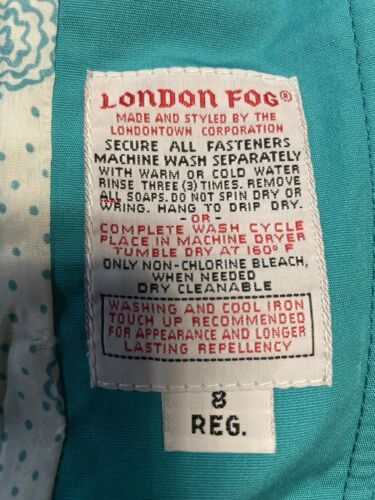 LONDON FOG®
MADE AND STYLED BY THE
LONDONTOWN CORPORATION
SECURE ALL FASTENERS
MACHINE WASH SEPARATELY
WITH WARM OR COLD WATER
RINSE THREE (3) TIMES. REMOVE
ALL SOAPS. DO NOT SPIN DRY OR
WRING. HANG TO DRIP DRY.
-OR-
COMPLETE WASH CYCLE
PLACE IN MACHINE DRYER
TUMBLE DRY AT 160° F
ONLY NON-CHLORINE BLEACH,
WHEN NEEDED
DRY CLEANABLE
WASHING AND COOL IRON
TOUCH UP RECOMMENDED
FOR APPEARANCE AND LONGER
LASTING REPELLENCY
8
REG.